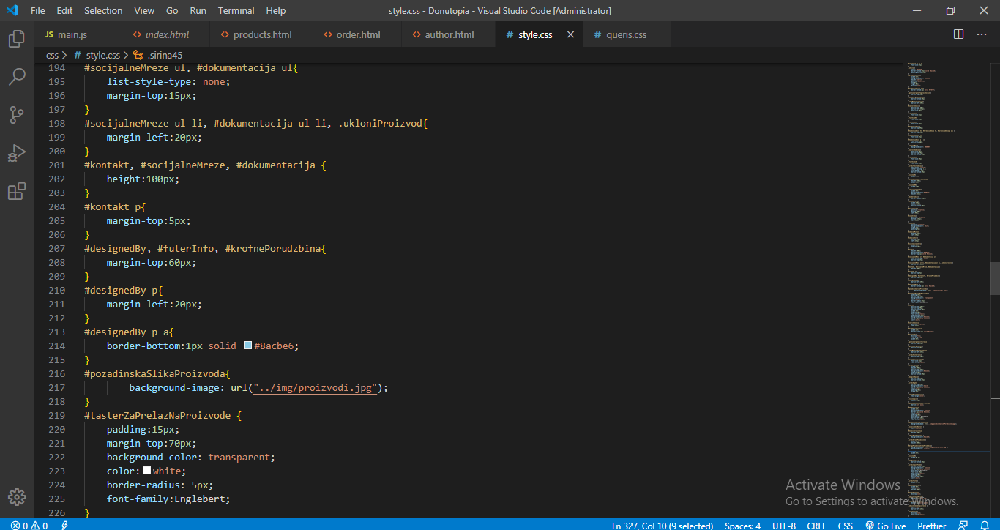 File Edit Selection View Go Run Terminal Help style.css - Donutopia - Visual Studio Code [Administrator]
JS main.js <> index.html <> products.html <> order.html <> author.html # style.css # queris.css
css > # style.css > .sirina45
194 #socijalneMreze ul, #dokumentacija ul{
195 list-style-type: none;
196 margin-top:15px;
197 }
198 #socijalneMreze ul li, #dokumentacija ul li, .ukloniProizvod{
199 margin-left:20px;
200 }
201 #kontakt, #socijalneMreze, #dokumentacija {
202 height:100px;
203 }
204 #kontakt p{
205 margin-top:5px;
206 }
207 #designedBy, #futerInfo, #krofnePorudzbina{
208 margin-top:60px;
209 }
210 #designedBy p{
211 margin-left:20px;
212 }
213 #designedBy p a{
214 border-bottom:1px solid #8acbe6;
215 }
216 #pozadinskaSlikaProizvoda{
217 background-image: url("../img/proizvodi.jpg");
218 }
219 #tasterZaPrelazNaProizvode {
220 padding:15px;
221 margin-top:70px;
222 background-color: transparent;
223 color:white;
224 border-radius: 5px;
225 font-family:Englebert;
226 }
Activate Windows
Go to Settings to activate Windows.
0 0 Ln 327, Col 10 (9 selected) Spaces: 4 UTF-8 CRLF CSS Go Live Prettier